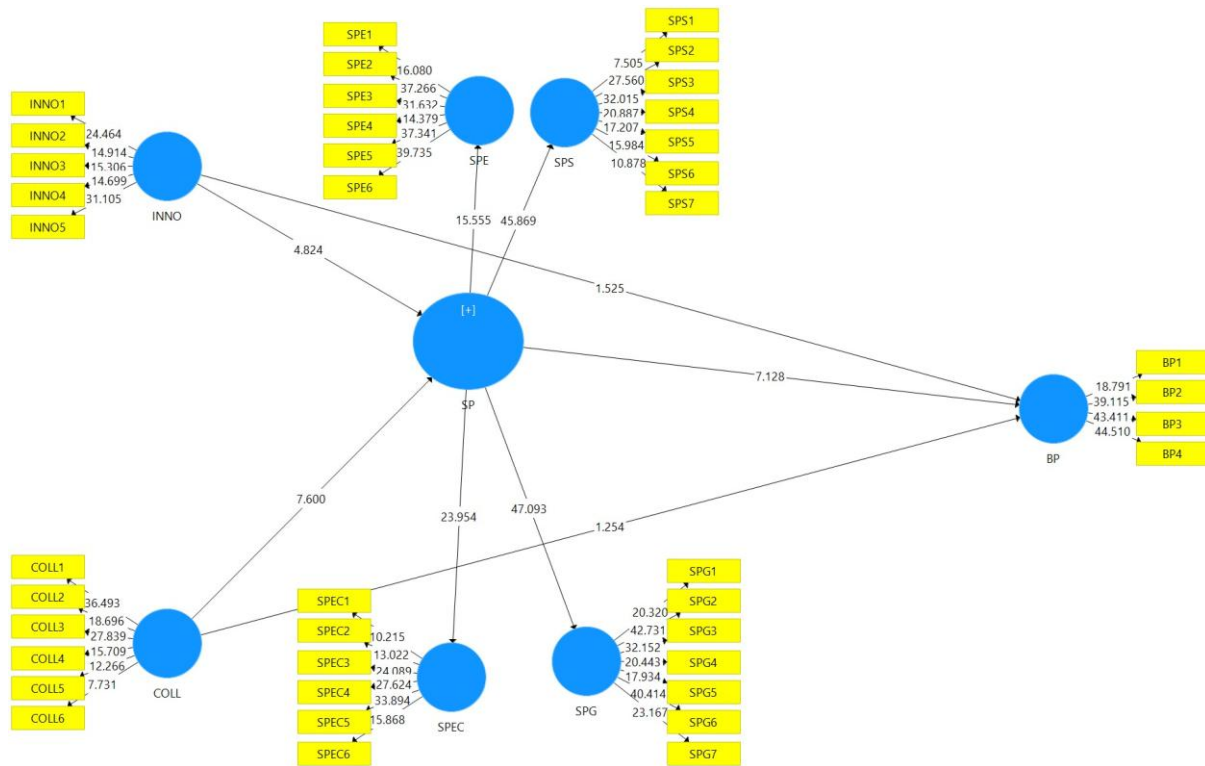 SPE1
SPE2
SPE3
SPE4
SPE5
SPE6
16.080
37.266
31.632
14.379
37.341
39.735
SPE
SPS1
SPS2
SPS3
SPS4
SPS5
SPS6
SPS7
7.505
27.560
32.015
20.887
17.207
15.984
10.878
SPS
INNO1
INNO2
INNO3
INNO4
INNO5
24.464
14.914
15.306
14.699
31.105
INNO
15.555
45.869
4.824
1.525
[+]
SP
7.128
BP1
BP2
BP3
BP4
18.791
39.115
43.411
44.510
BP
7.600
23.954
47.093
1.254
COLL1
COLL2
COLL3
COLL4
COLL5
COLL6
36.493
18.696
27.839
15.709
12.266
7.731
COLL
SPEC1
SPEC2
SPEC3
SPEC4
SPEC5
SPEC6
10.215
13.022
24.089
27.624
33.894
15.868
SPEC
SPG1
SPG2
SPG3
SPG4
SPG5
SPG6
SPG7
20.320
42.731
32.152
20.443
17.934
40.414
23.167
SPG